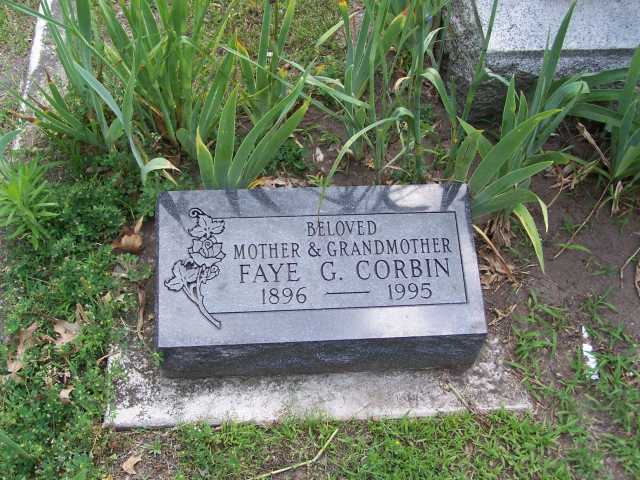 BELOVED
MOTHER & GRANDMOTHER
FAYE G. CORBIN
1896 — 1995